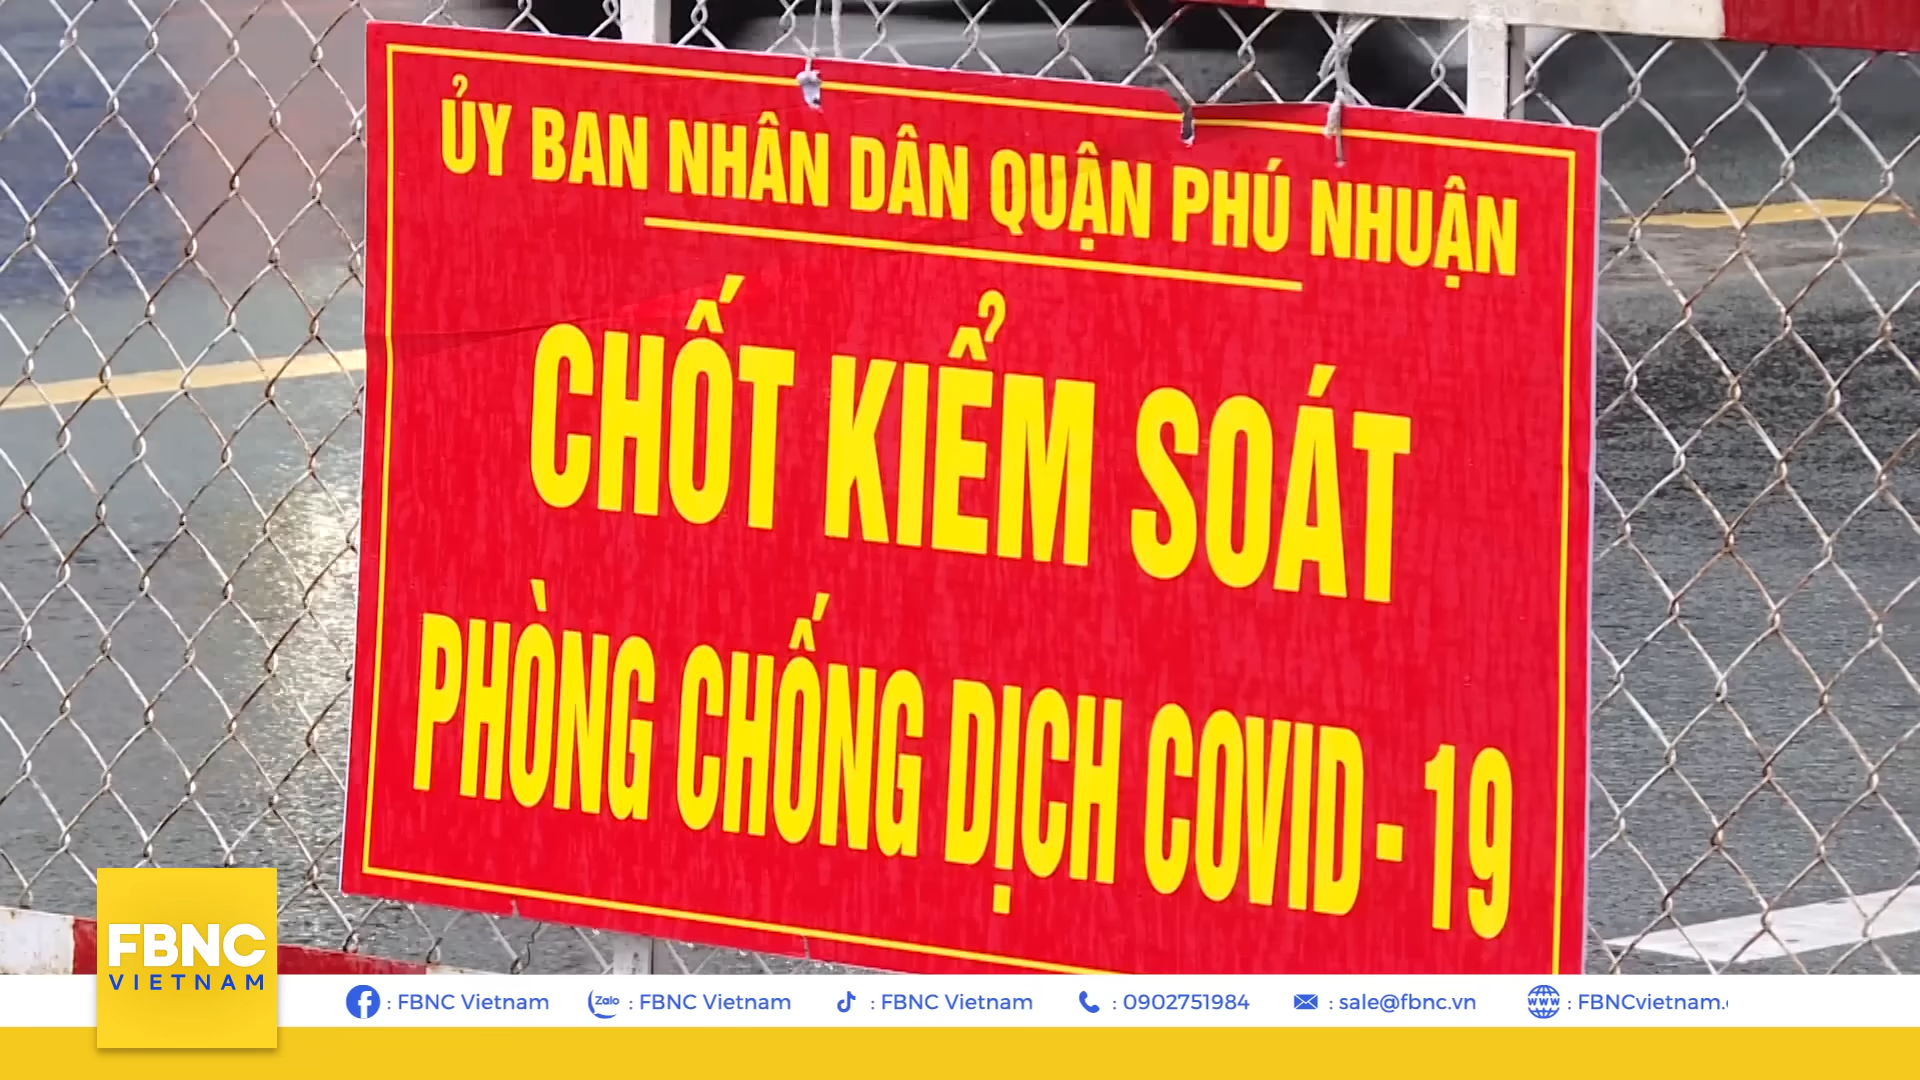 ỦY BAN NHÂN DÂN QUẬN PHÚ NHUẬN
CHỐT KIỂM SOÁT
PHÒNG CHỐNG DỊCH COVID - 19
FBNC
VIETNAM
: FBNC Vietnam
Zalo : FBNC Vietnam
: FBNC Vietnam
: 0902751984
: sale@fbnc.vn
www : FBNCvietnam.